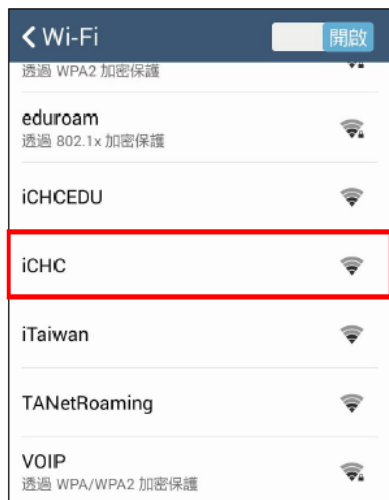 Wi-Fi
開啟
透過 WPA2 加密保護
eduroam
透過 802.1x 加密保護
iCHCEDU
iCHC
iTaiwan
TANetRoaming
VOIP
透過 WPA/WPA2 加密保護